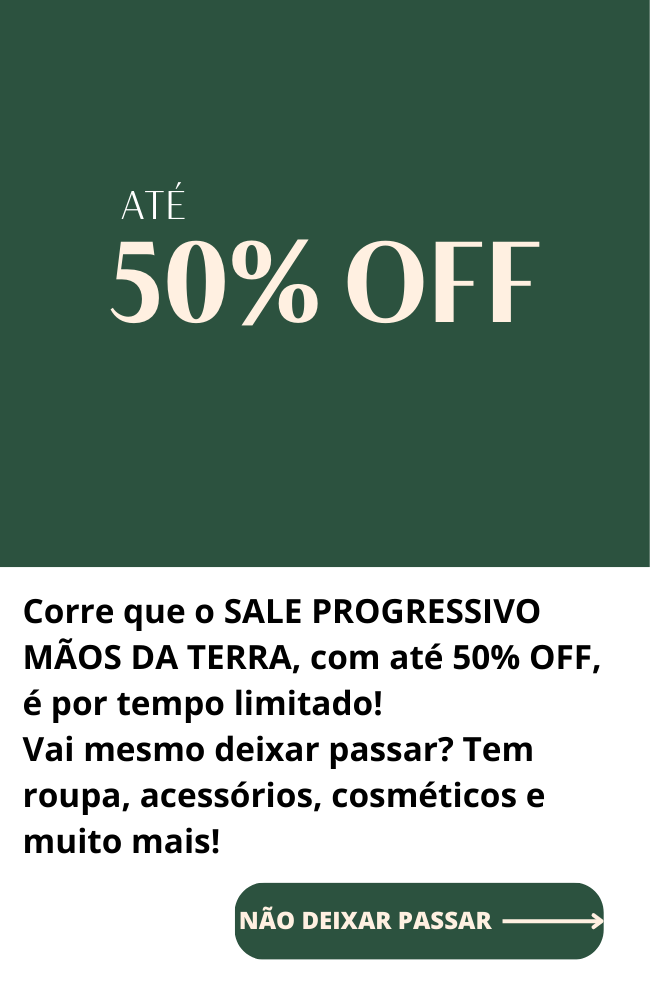 ATÉ
50% OFF
Corre que o SALE PROGRESSIVO
MÃOS DA TERRA, com até 50% OFF,
é por tempo limitado!
Vai mesmo deixar passar? Tem
roupa, acessórios, cosméticos e
muito mais!
NÃO DEIXAR PASSAR